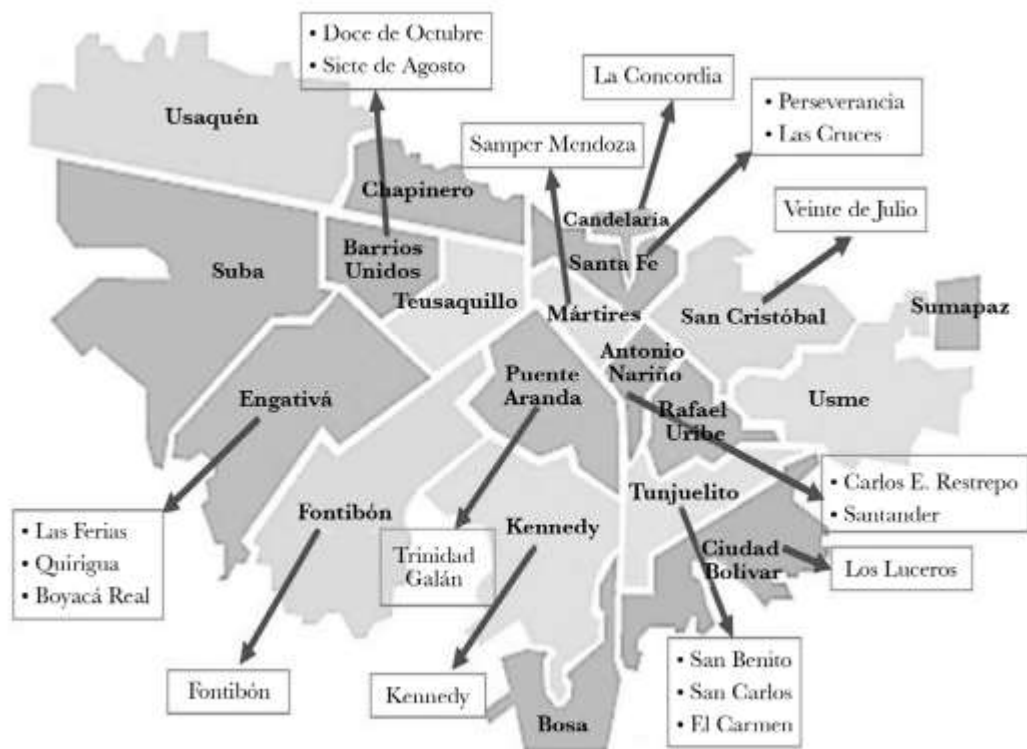 • Doce de Octubre
• Siete de Agosto
La Concordia
• Perseverancia
• Las Cruces
Samper Mendoza
Veinte de Julio
Usaquén
Chapinero
Candelaria
Barrios
Unidos
Santa Fe
Suba
Teusaquillo
Mártires
San Cristóbal
Sumapaz
Antonio
Nariño
Puente
Aranda
Engativá
Rafael
Uribe
Usme
Tunjuelito
• Carlos E. Restrepo
• Santander
Fontibón
Kennedy
Trinidad
Galán
Ciudad
Bolívar
Los Luceros
• Las Ferias
• Quirigua
• Boyacá Real
Fontibón
Kennedy
• San Benito
• San Carlos
• El Carmen
Bosa